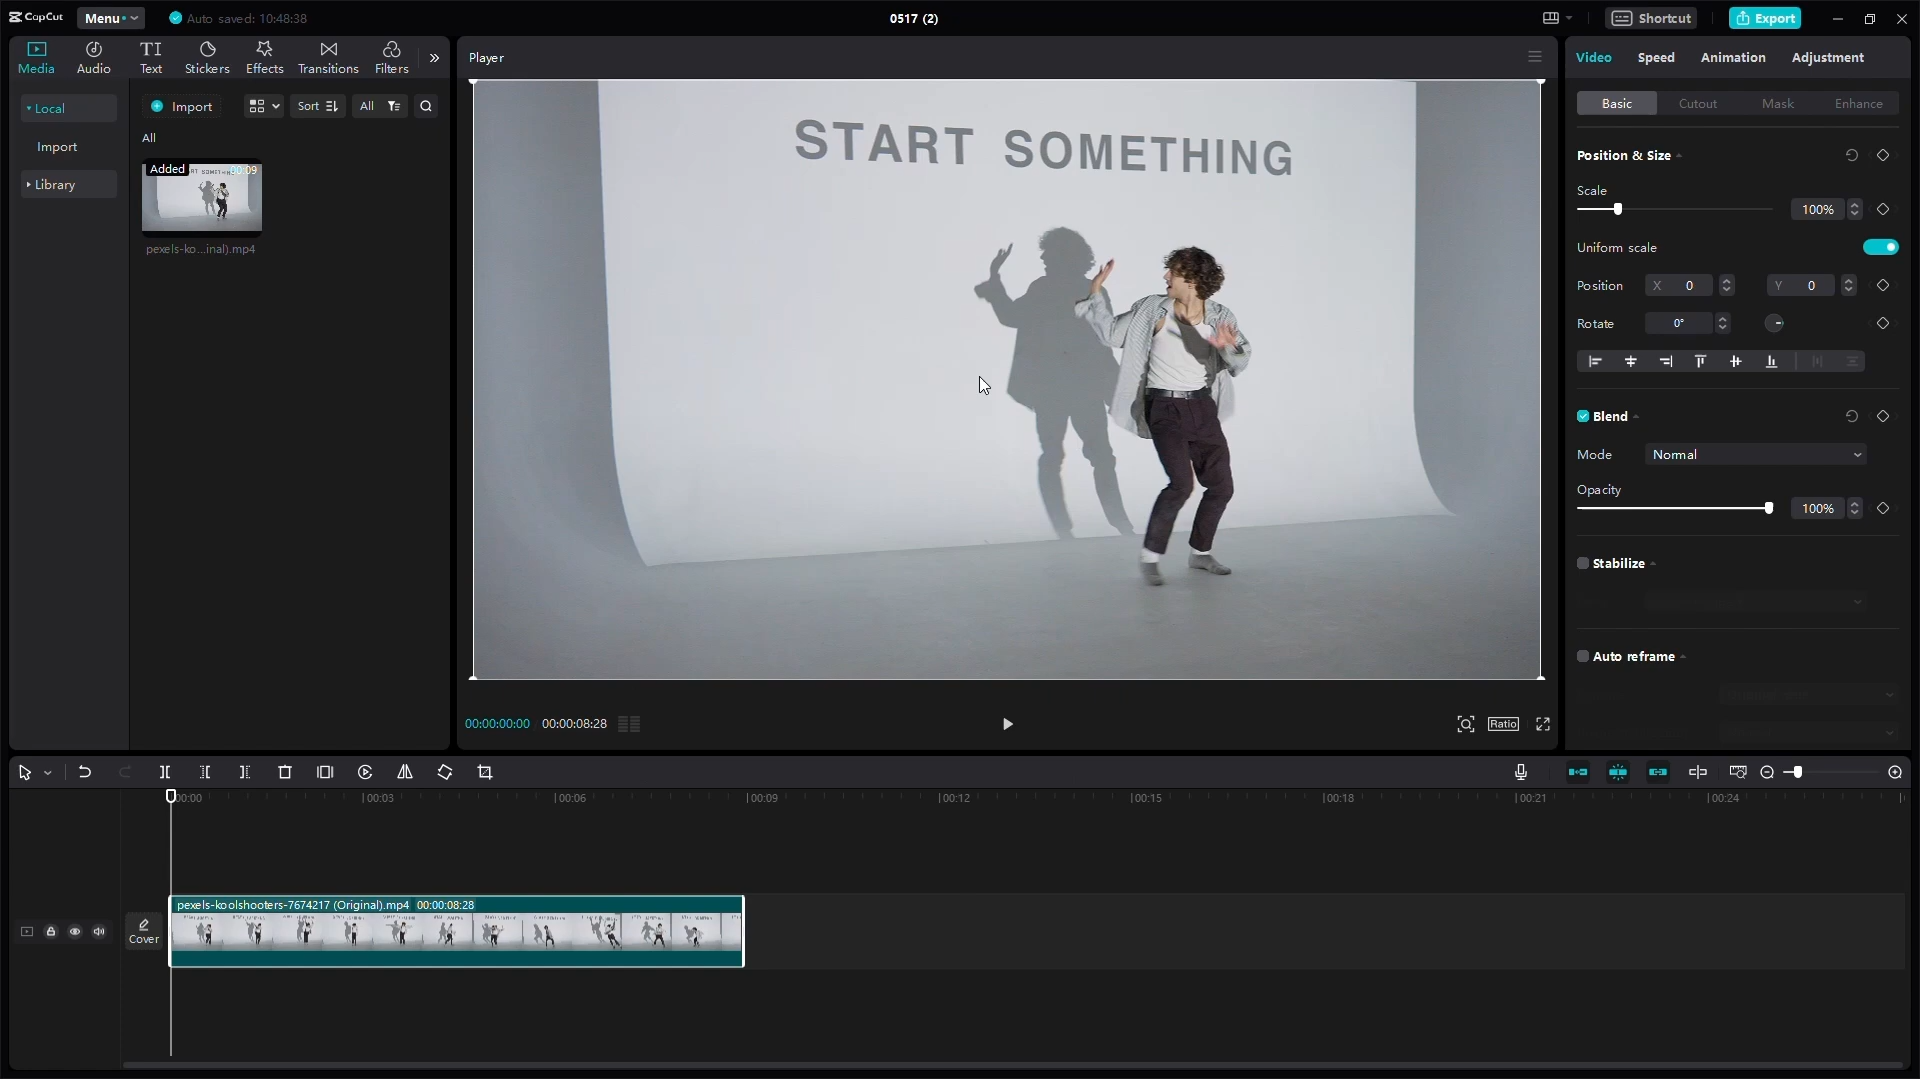 CapCut Menu Auto saved: 10:48:38 0517 (2) Shortcut Export
Media Audio Text Stickers Effects Transitions Filters
Local
Import
Library
Import Sort All
All
Added 00:09
pexels-ko...inal).mp4
Player
START SOMETHING
00:00:00:00 00:00:08:28 Ratio
Video Speed Animation Adjustment
Basic Cutout Mask Enhance
Position & Size
Scale
100%
Uniform scale
Position X 0 Y 0
Rotate 0°
Blend
Mode Normal
Opacity
100%
Stabilize
Auto reframe
00:00 00:03 00:06 00:09 00:12 00:15 00:18 00:21 00:24
pexels-koolshooters-7674217 (Original).mp4 00:00:08:28
Cover